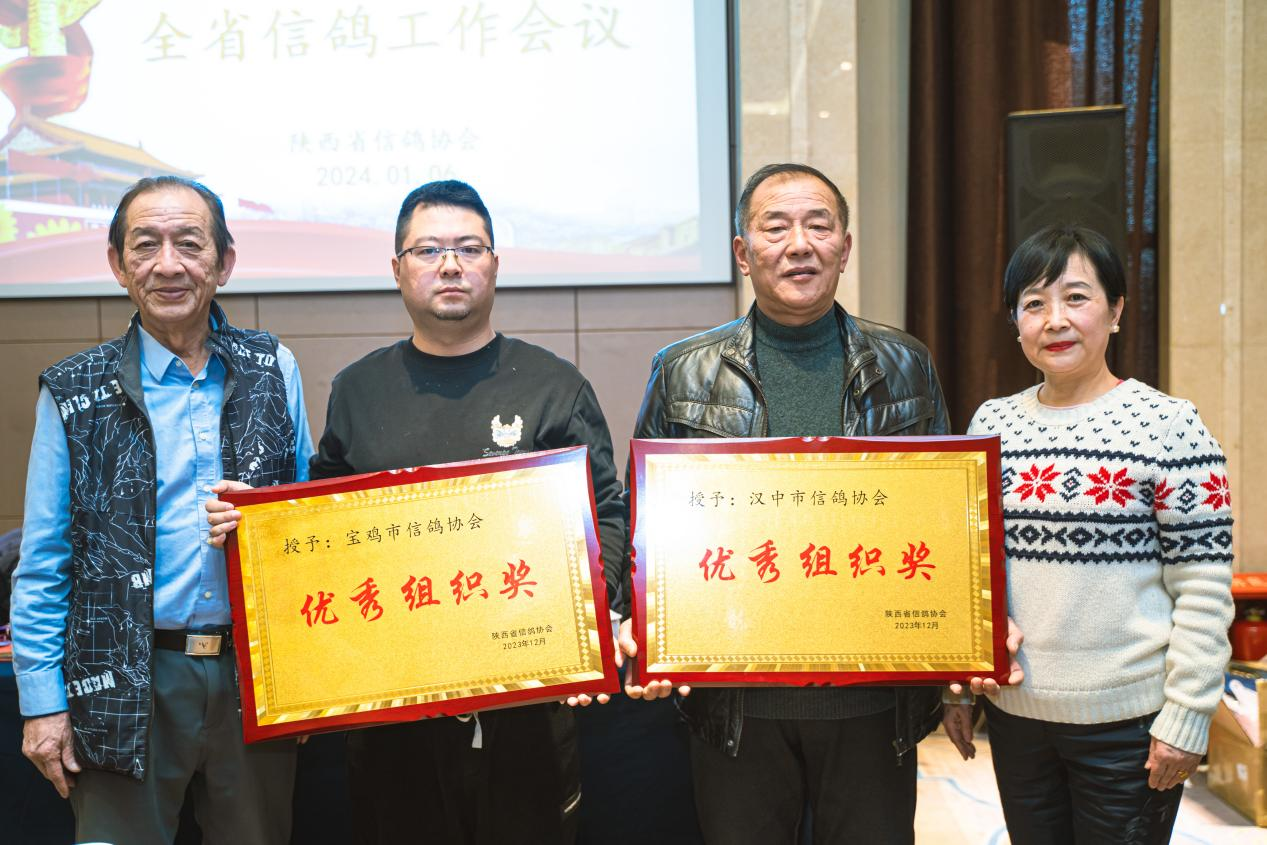 全省信鸽工作会议
陕西省信鸽协会
2024.01.06
授予：宝鸡市信鸽协会
优秀组织奖
陕西省信鸽协会
2023年12月
授予：汉中市信鸽协会
优秀组织奖
陕西省信鸽协会
2023年12月